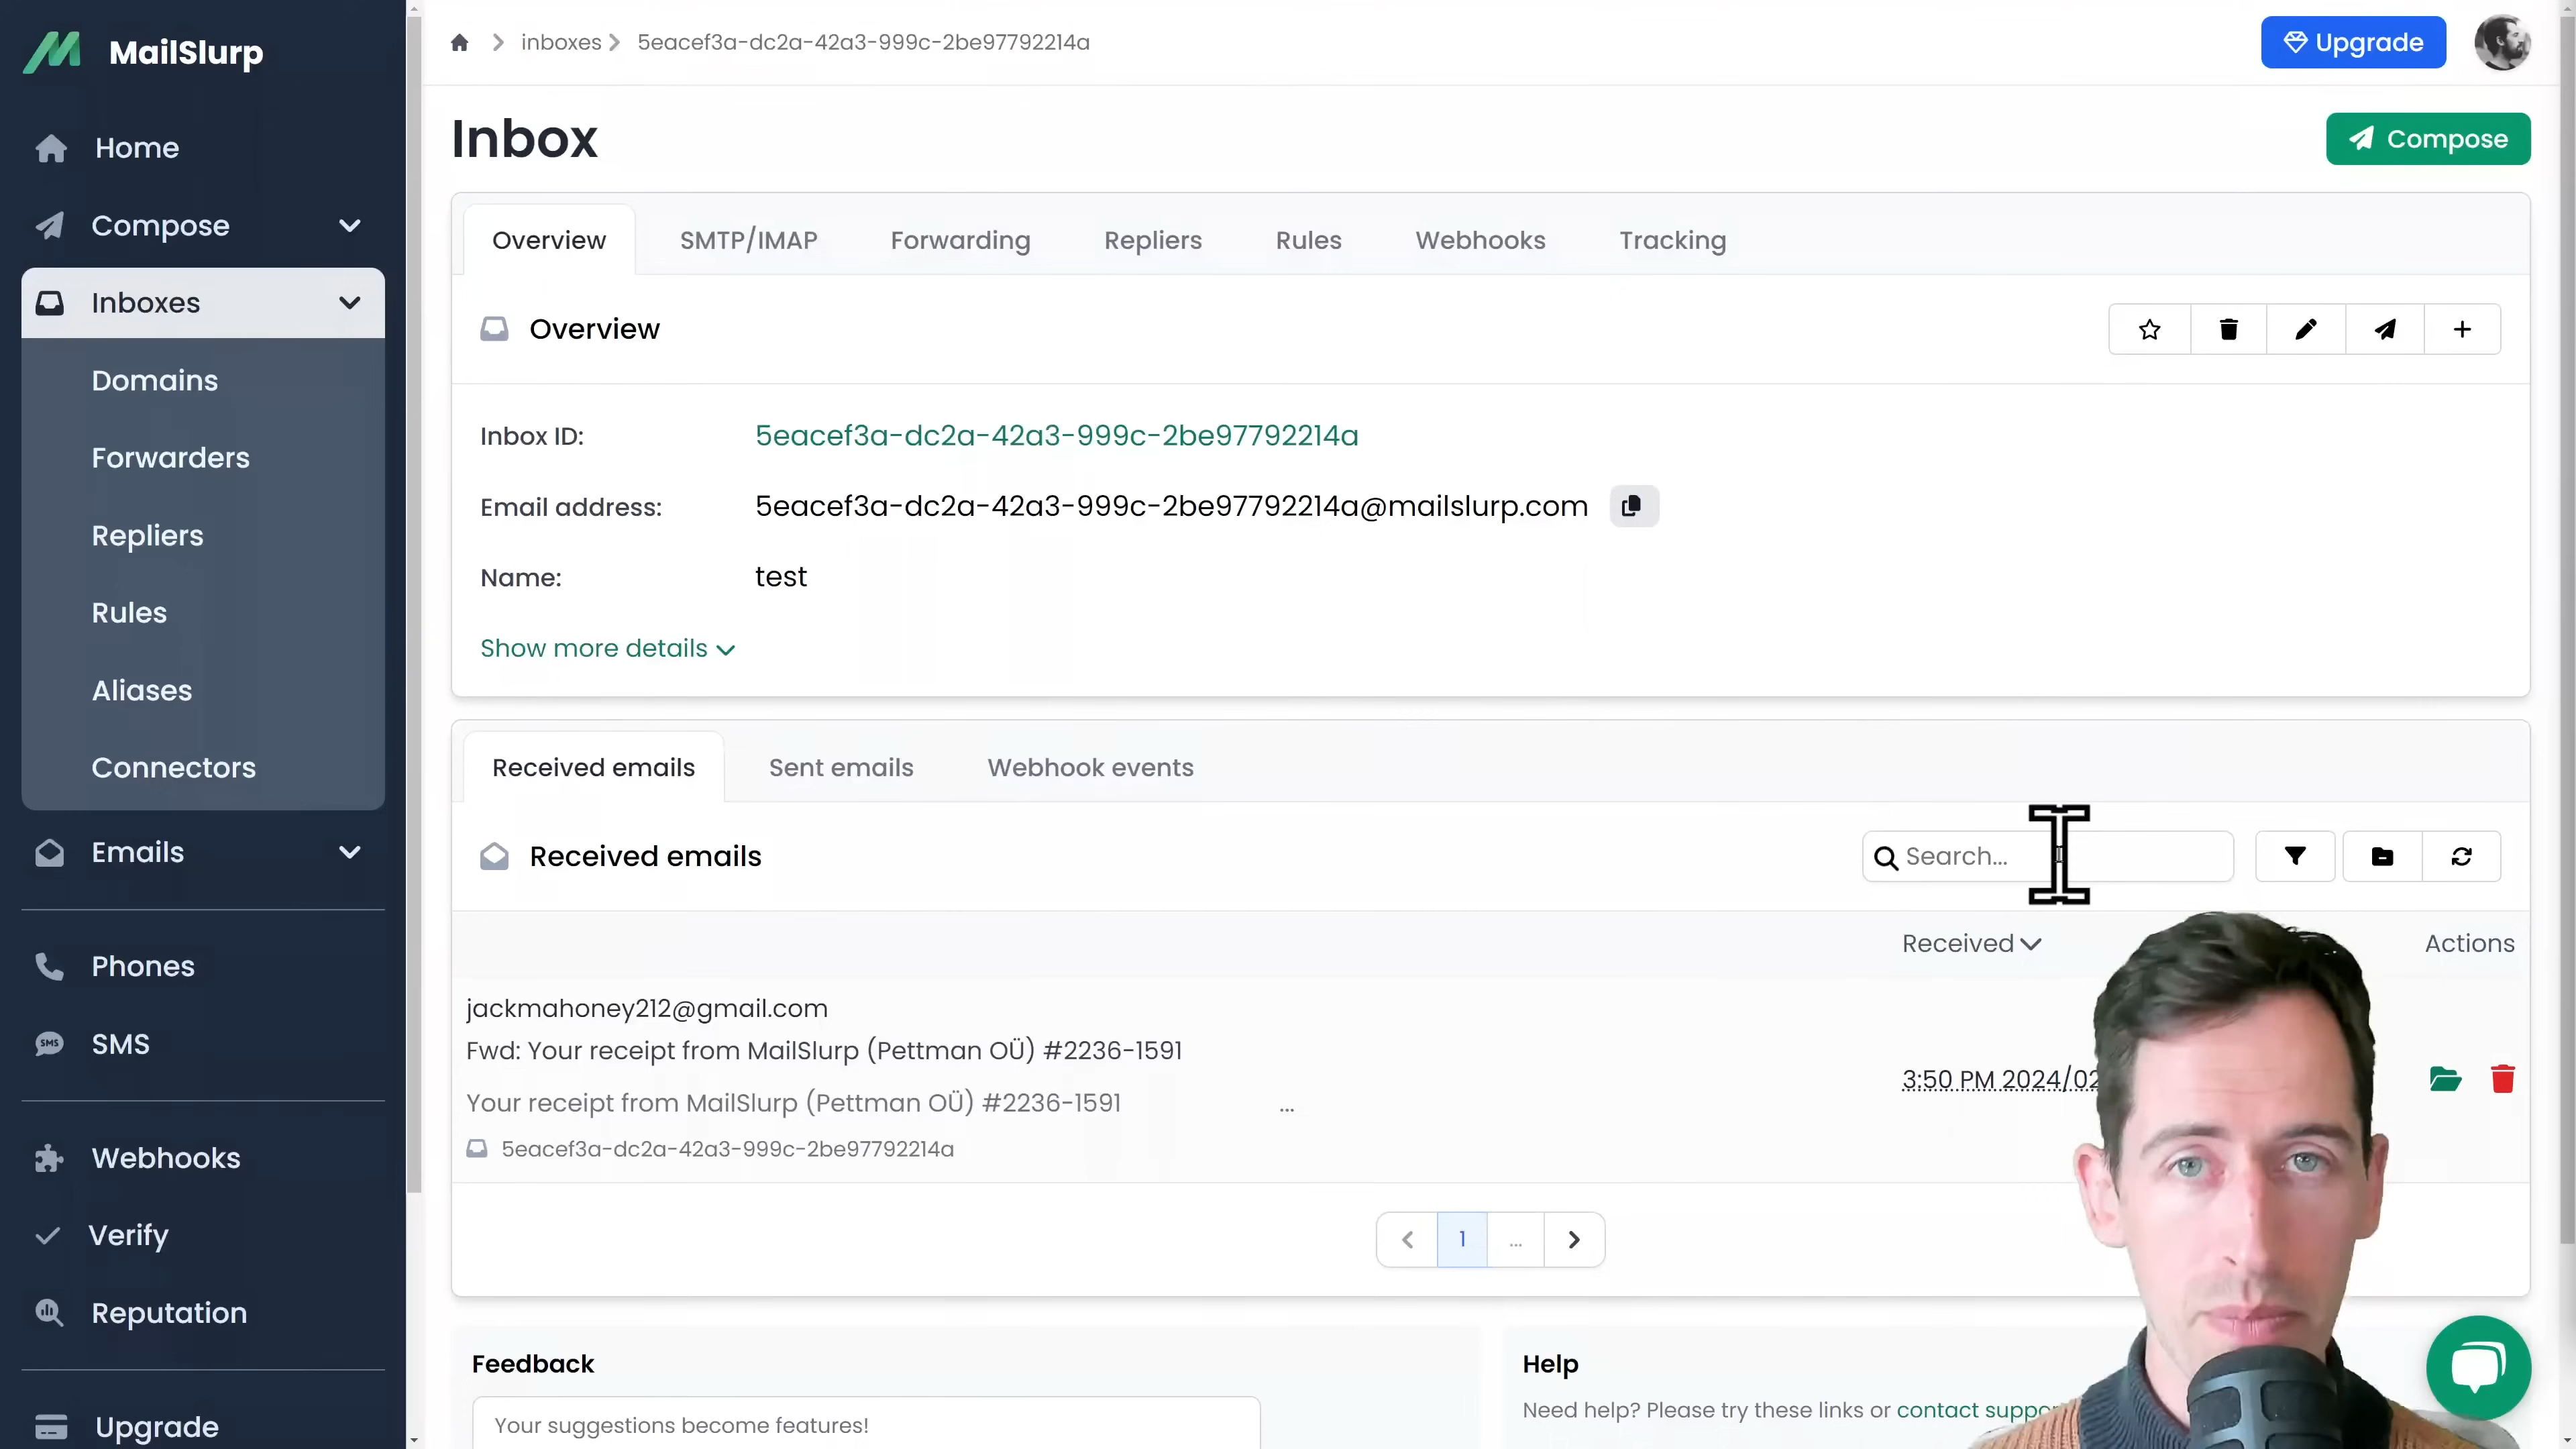 MailSlurp
Home
Compose
Inboxes
Domains
Forwarders
Repliers
Rules
Aliases
Connectors
Emails
Phones
SMS
SMS
Webhooks
Verify
Reputation
Upgrade
inboxes
5eacef3a-dc2a-42a3-999c-2be97792214a
Upgrade
Inbox
Compose
Overview SMTP/IMAP Forwarding Repliers Rules Webhooks Tracking
Overview
Inbox ID: 5eacef3a-dc2a-42a3-999c-2be97792214a
Email address: 5eacef3a-dc2a-42a3-999c-2be97792214a@mailslurp.com
Name: test
Show more details
Received emails Sent emails Webhook events
Received emails
Search...
Received Actions
jackmahoney212@gmail.com
Fwd: Your receipt from MailSlurp (Pettman OÜ) #2236-1591
3:50 PM 2024/02
Your receipt from MailSlurp (Pettman OÜ) #2236-1591 ...
5eacef3a-dc2a-42a3-999c-2be97792214a
1 ...
Feedback
Your suggestions become features!
Help
Need help? Please try these links or contact